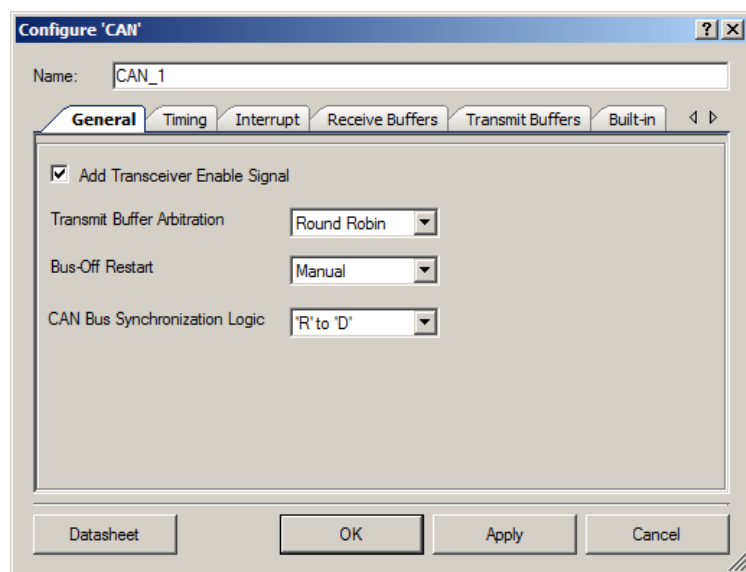 Configure 'CAN'
Name: CAN_1
General Timing Interrupt Receive Buffers Transmit Buffers Built-in
Add Transceiver Enable Signal
Transmit Buffer Arbitration Round Robin
Bus-Off Restart Manual
CAN Bus Synchronization Logic 'R' to 'D'
Datasheet OK Apply Cancel